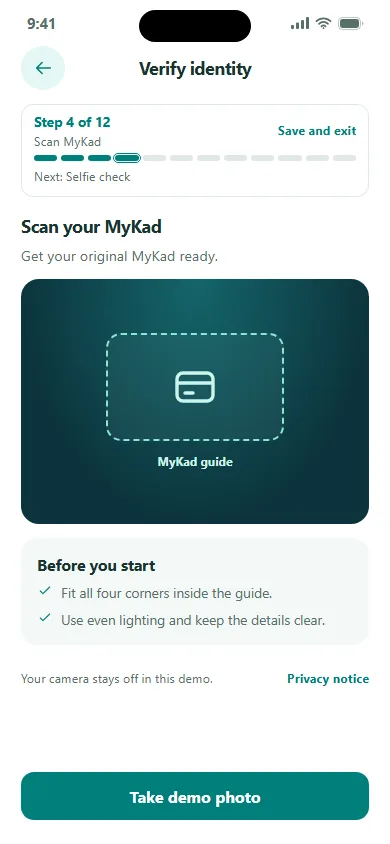 9:41
Verify identity
Step 4 of 12
Save and exit
Scan MyKad
Next: Selfie check
Scan your MyKad
Get your original MyKad ready.
MyKad guide
Before you start
Fit all four corners inside the guide.
Use even lighting and keep the details clear.
Your camera stays off in this demo.
Privacy notice
Take demo photo